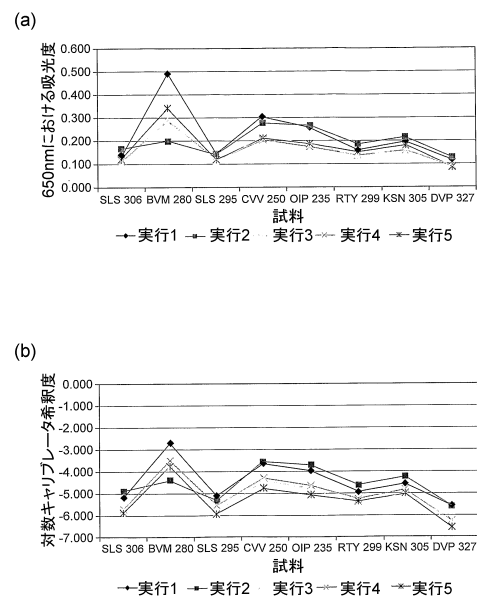 (a)
650nmにおける吸光度
0.600
0.500
0.400
0.300
0.200
0.100
0.000
SLS 306 BVM 280 SLS 295 CVV 250 OIP 235 RTY 299 KSN 305 DVP 327
試料
実行1 実行2 実行3 実行4 実行5
(b)
対数キャリブレータ希釈度
0.000
-1.000
-2.000
-3.000
-4.000
-5.000
-6.000
-7.000
SLS 306 BVM 280 SLS 295 CVV 250 OIP 235 RTY 299 KSN 305 DVP 327
試料
実行1 実行2 実行3 実行4 実行5